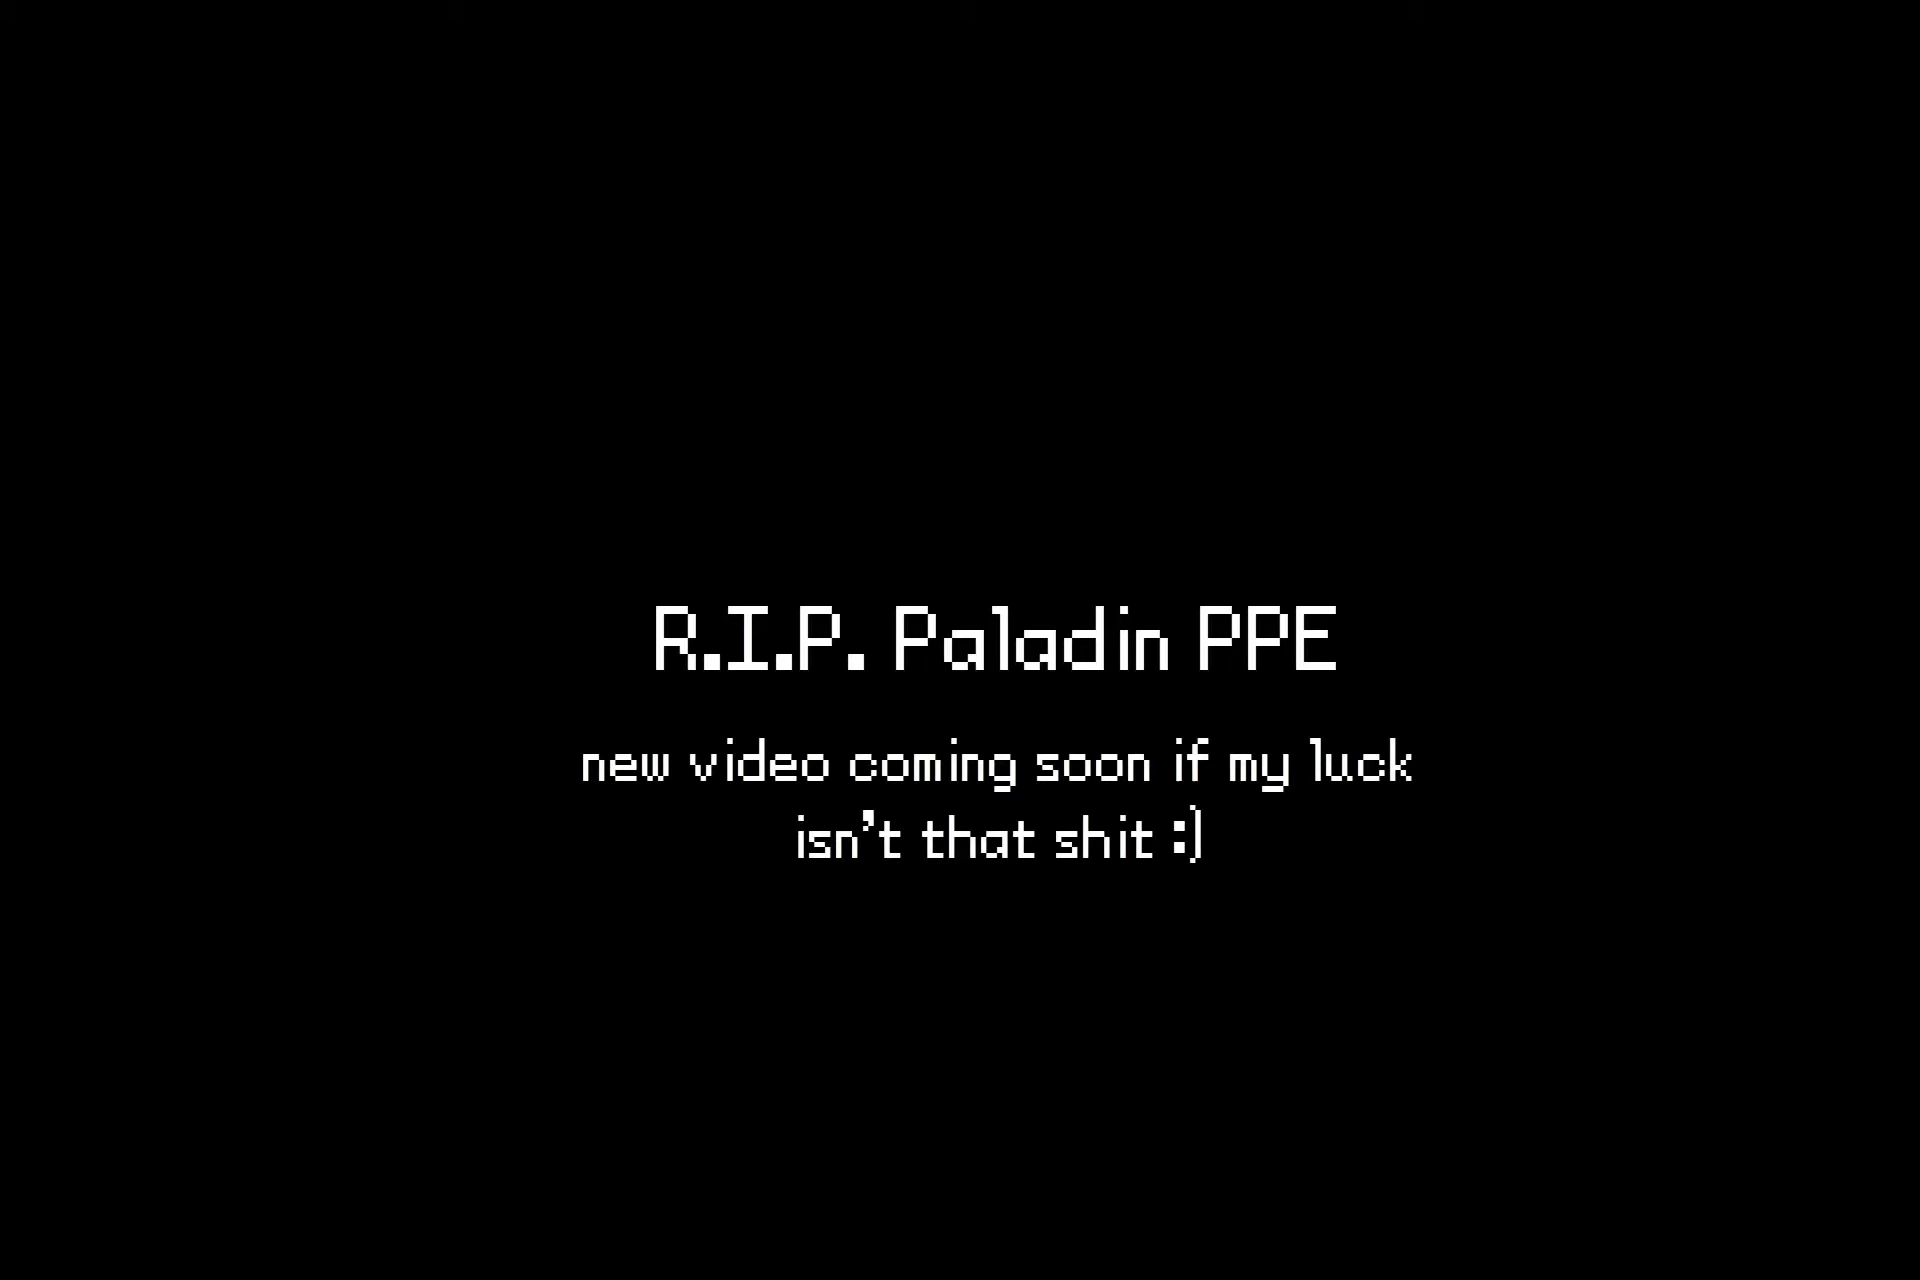 R.I.P. Paladin PPE
new video coming soon if my luck
isn't that shit :)